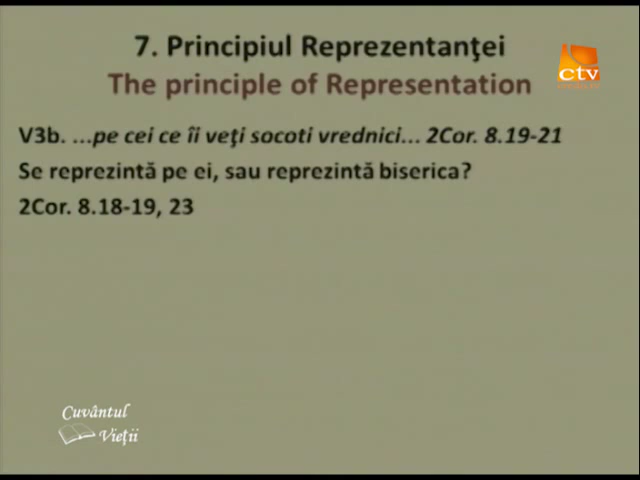 7. Principiul Reprezentanţei
The principle of Representation
ctv
V3b. ...pe cei ce îi veţi socoti vrednici... 2Cor. 8.19-21
Se reprezintă pe ei, sau reprezintă biserica?
2Cor. 8.18-19, 23
Cuvântul
Vieţii